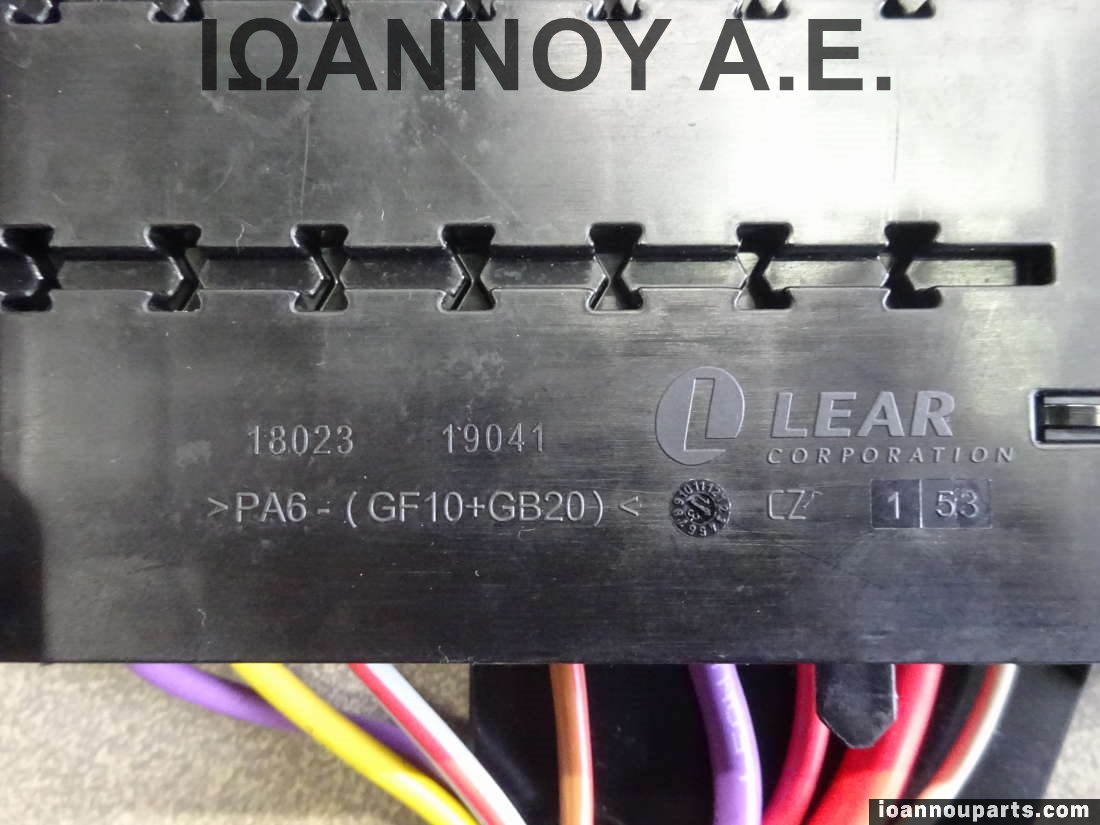 ΙΩΑΝΝΟΥ Α.Ε.
LEAR
CORPORATION
18023 19041
>PA6-(GF10+GB20)< CZ 1 53
ioannouparts.com